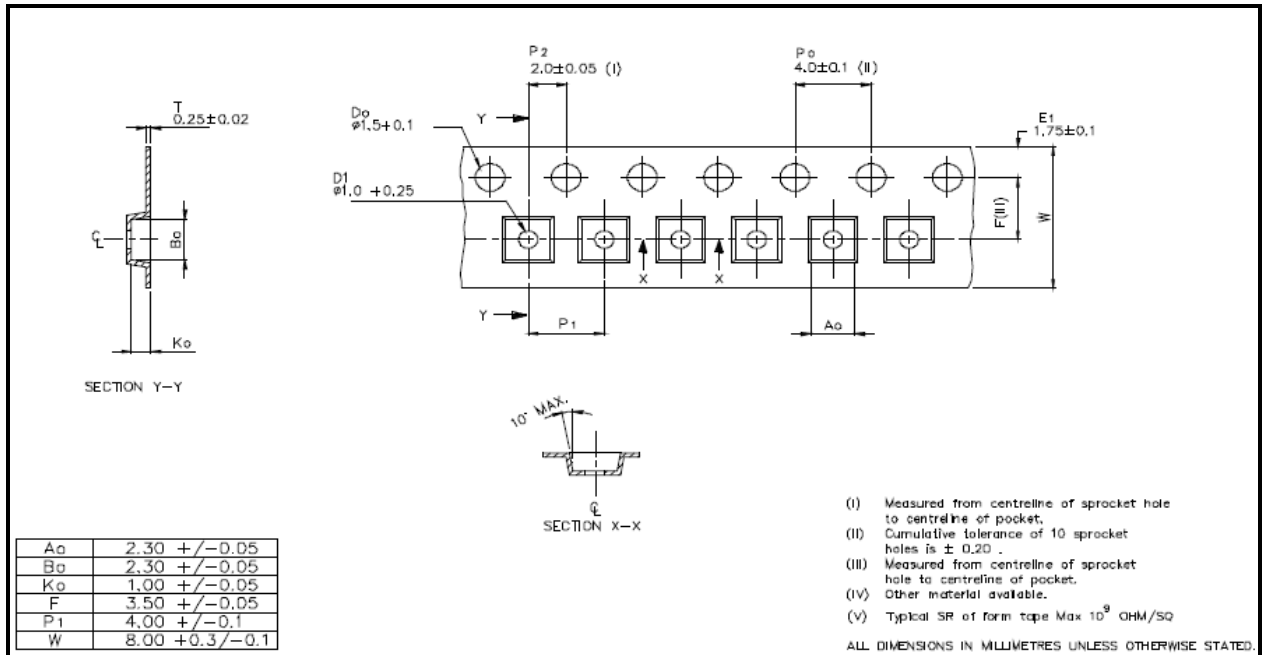 P2
2.0±0.05 (I)
Po
4.0±0.1 (II)
T
0.25±0.02
Do
ø1.5+0.1
Y
E1
1.75±0.1
D1
ø1.0 +0.25
F(III)
W
℄
Bo
X
X
Y
P1
Ao
Ko
SECTION Y-Y
10° MAX.
℄
SECTION X-X
Ao 2.30 +/-0.05
Bo 2.30 +/-0.05
Ko 1.00 +/-0.05
F 3.50 +/-0.05
P1 4.00 +/-0.1
W 8.00 +0.3/-0.1
(I) Measured from centreline of sprocket hole
to centreline of pocket.
(II) Cumulative tolerance of 10 sprocket
holes is ± 0.20 .
(III) Measured from centreline of sprocket
hole to centreline of pocket.
(IV) Other material available.
(V) Typical SR of form tape Max 10⁹ OHM/SQ
ALL DIMENSIONS IN MILLIMETRES UNLESS OTHERWISE STATED.